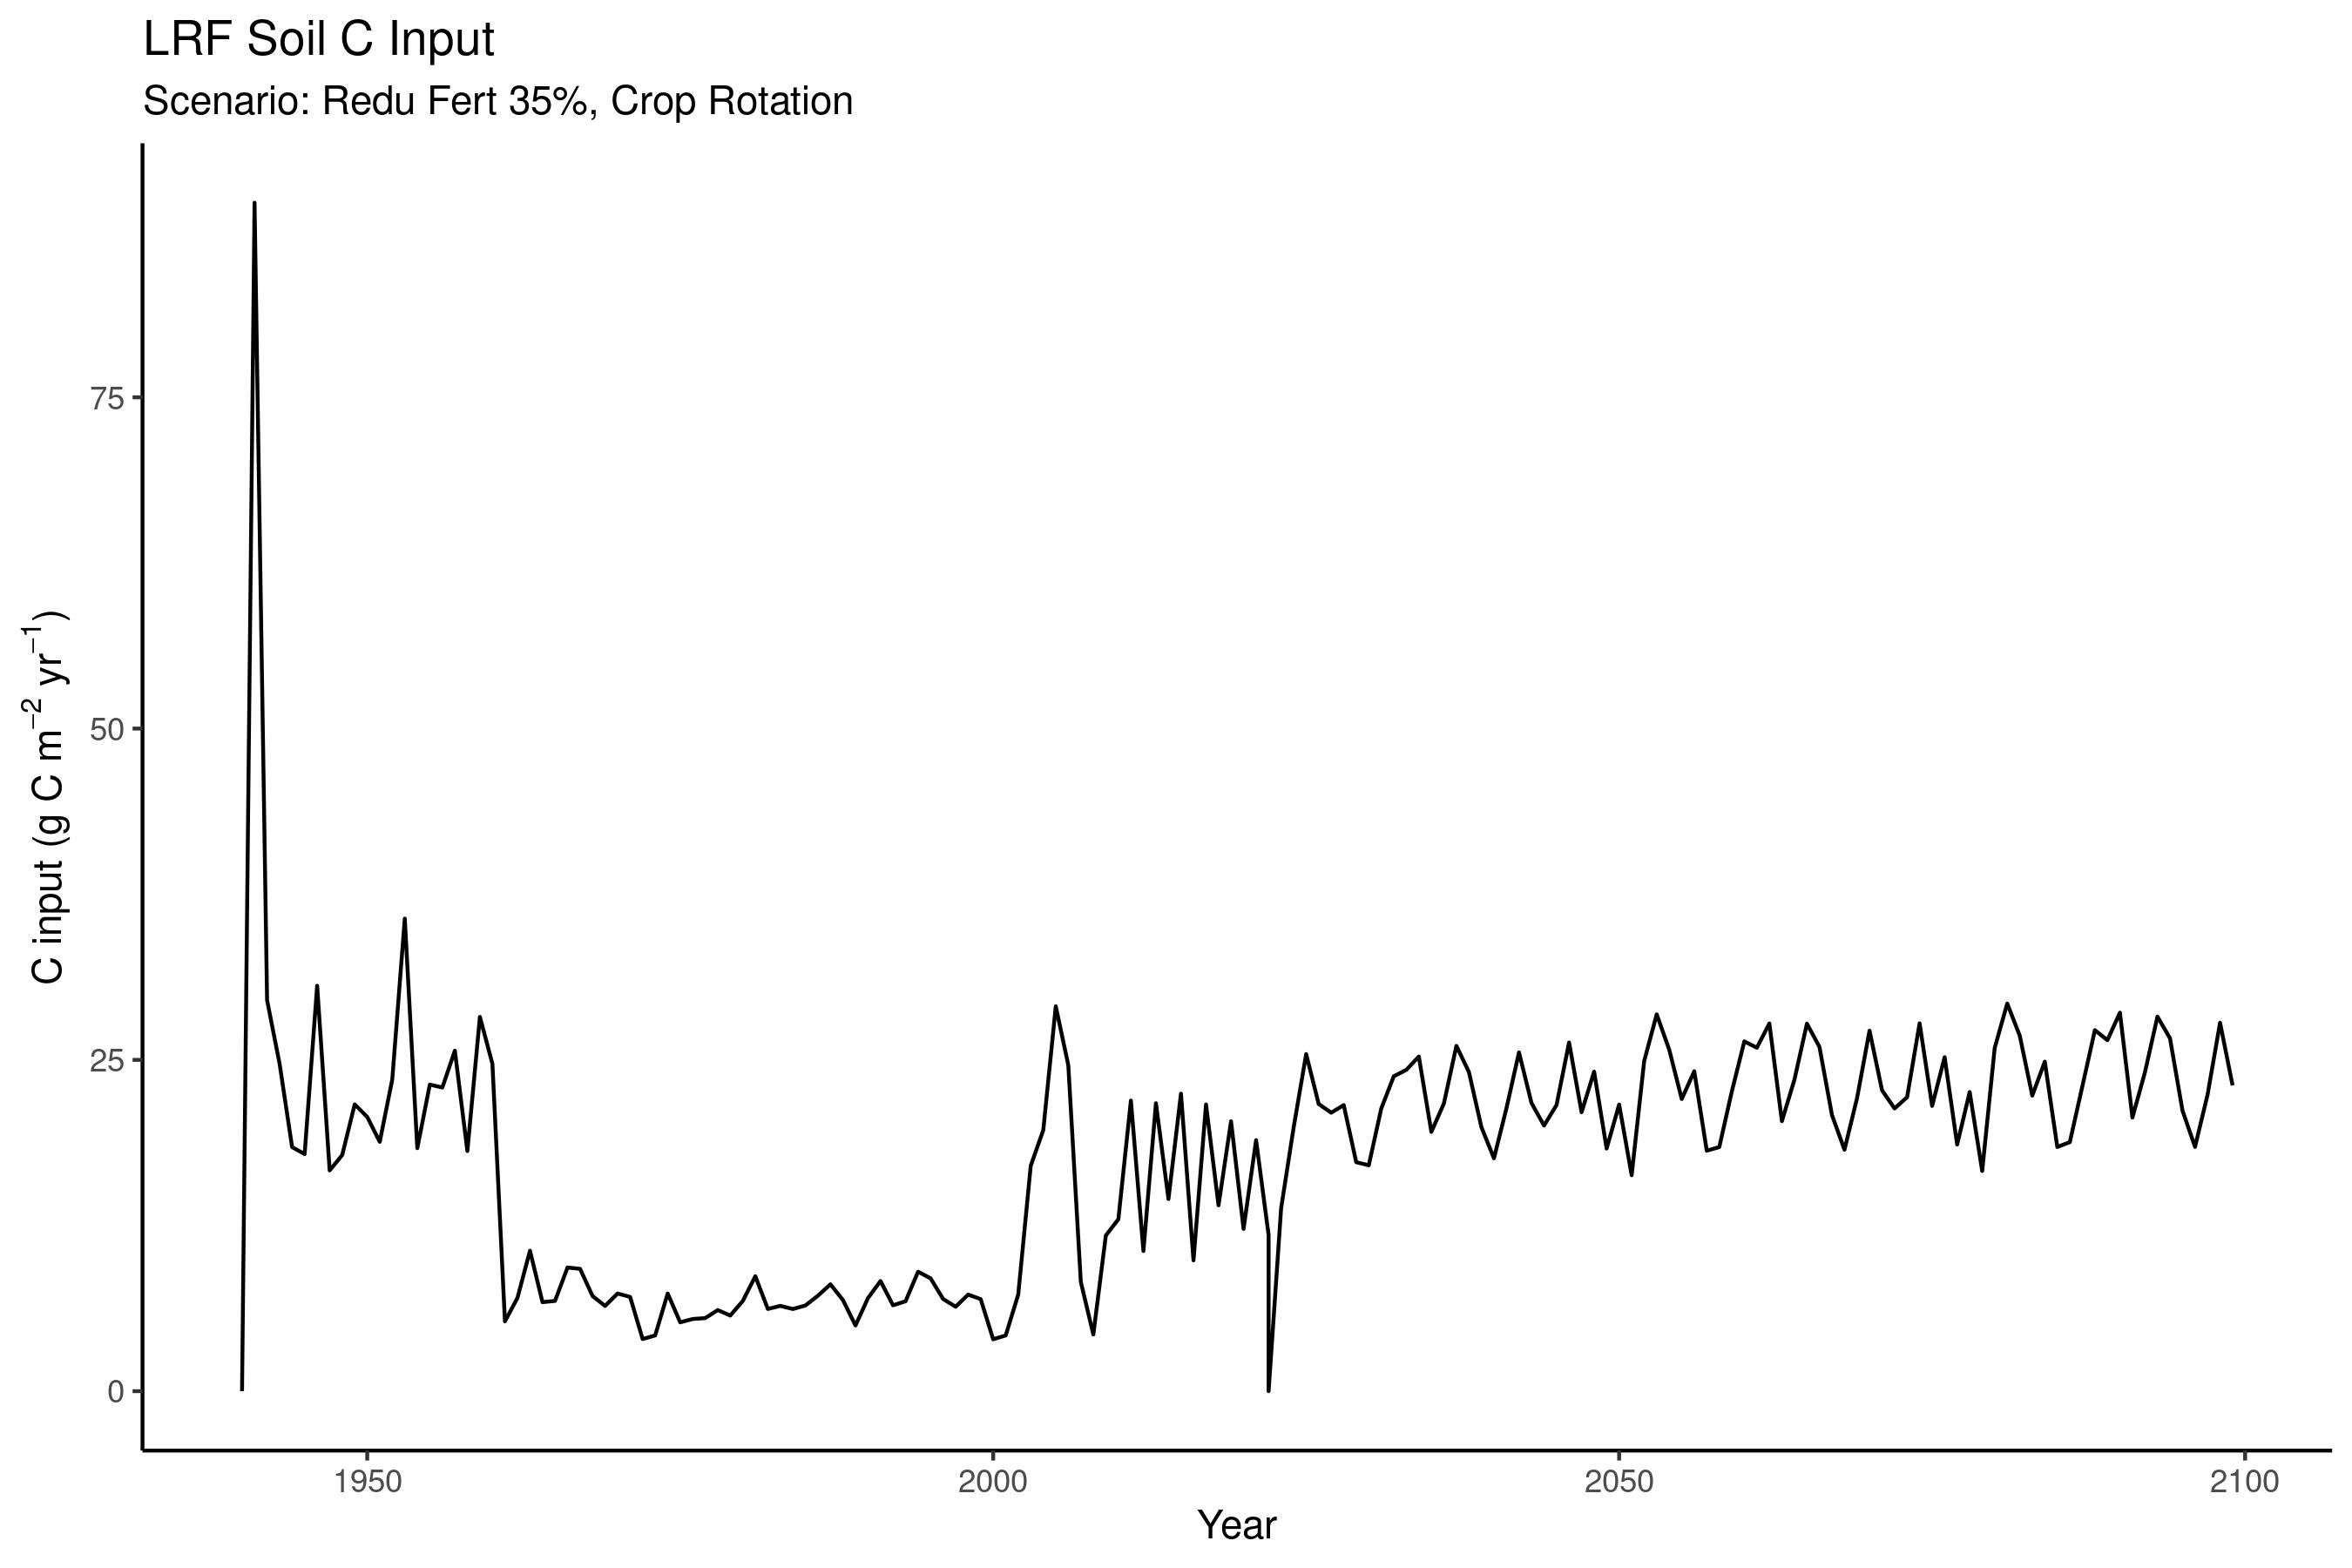 LRF Soil C Input
Scenario: Redu Fert 35%, Crop Rotation
C input (g C m⁻² yr⁻¹)
75
50
25
0
1950
2000
2050
2100
Year